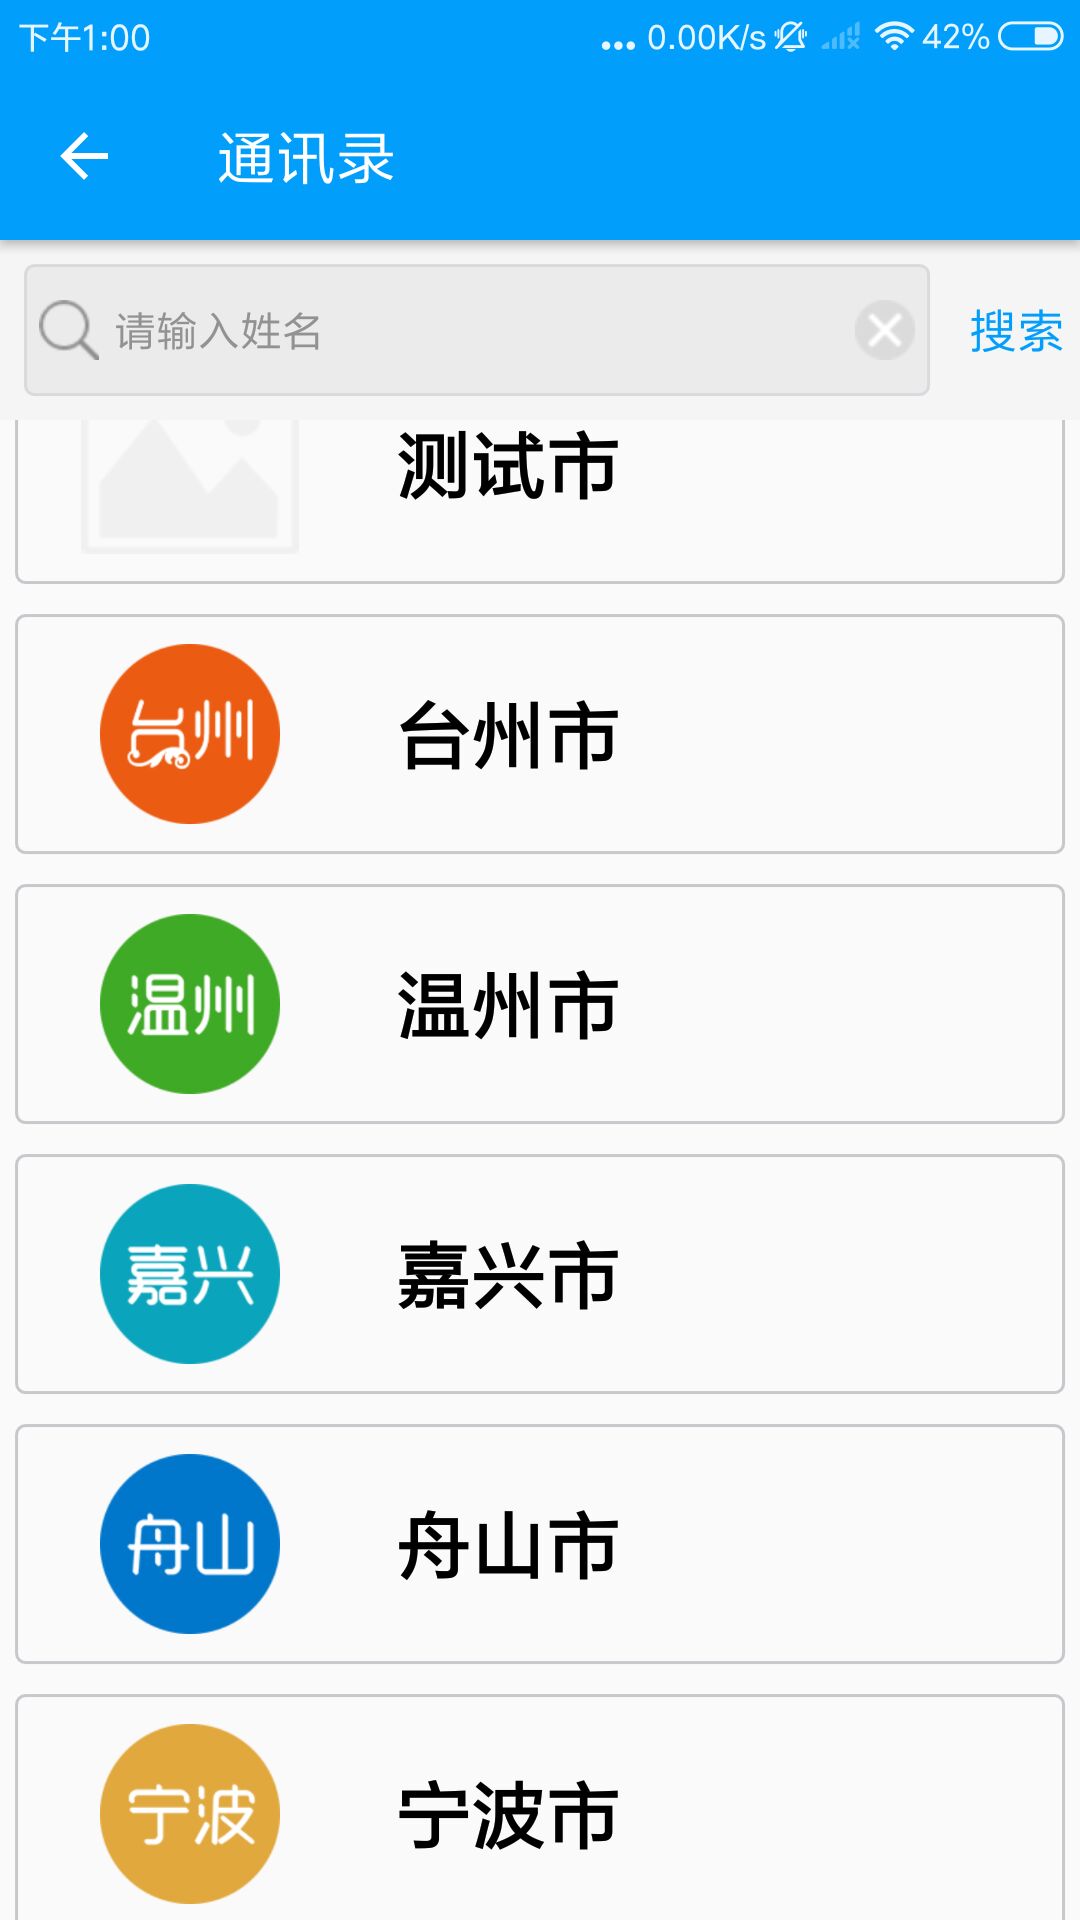 下午1:00 ... 0.00K/s 42%
通讯录
请输入姓名 搜索
测试市
台州 台州市
温州 温州市
嘉兴 嘉兴市
舟山 舟山市
宁波 宁波市